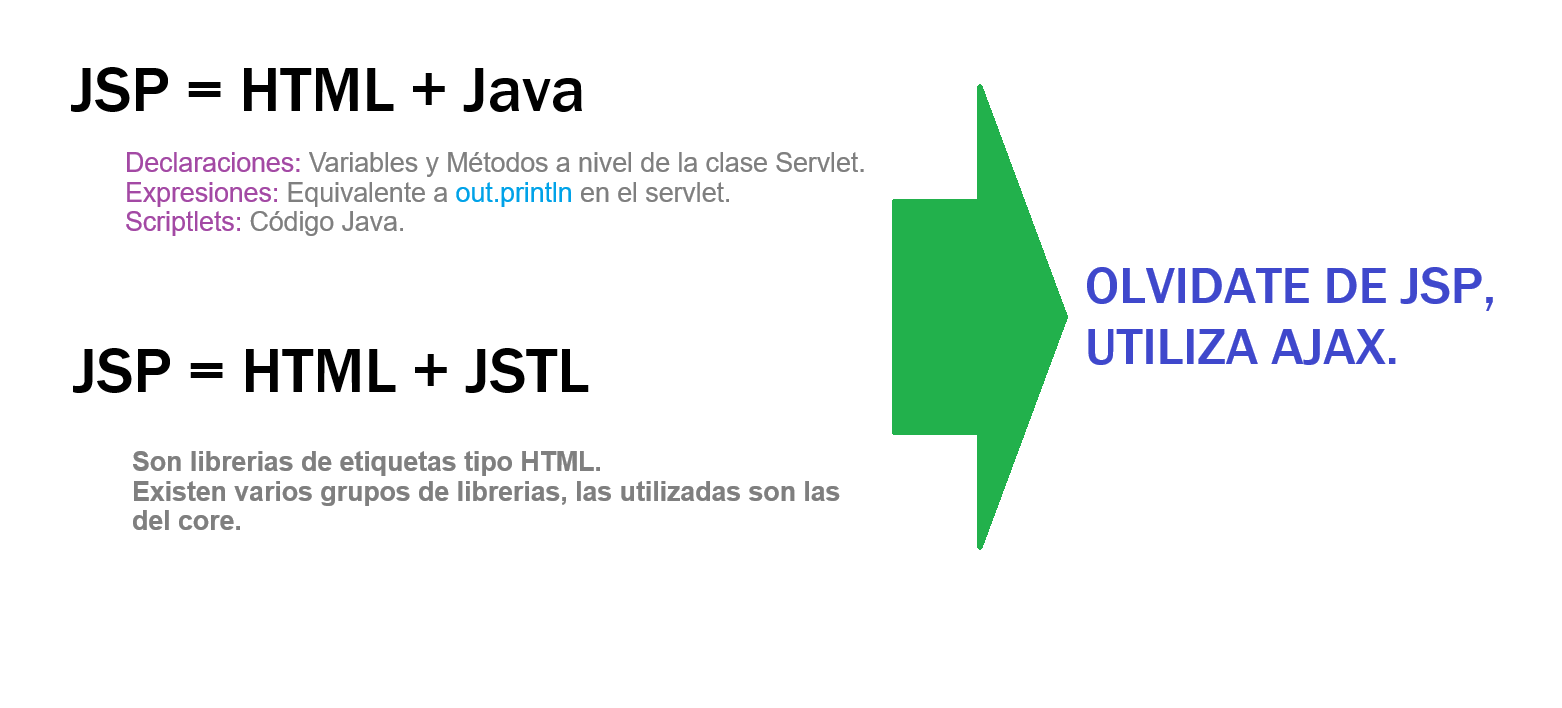 JSP = HTML + Java
Declaraciones: Variables y Métodos a nivel de la clase Servlet.
Expresiones: Equivalente a out.println en el servlet.
Scriptlets: Código Java.
JSP = HTML + JSTL
Son librerias de etiquetas tipo HTML.
Existen varios grupos de librerias, las utilizadas son las
del core.
OLVIDATE DE JSP,
UTILIZA AJAX.